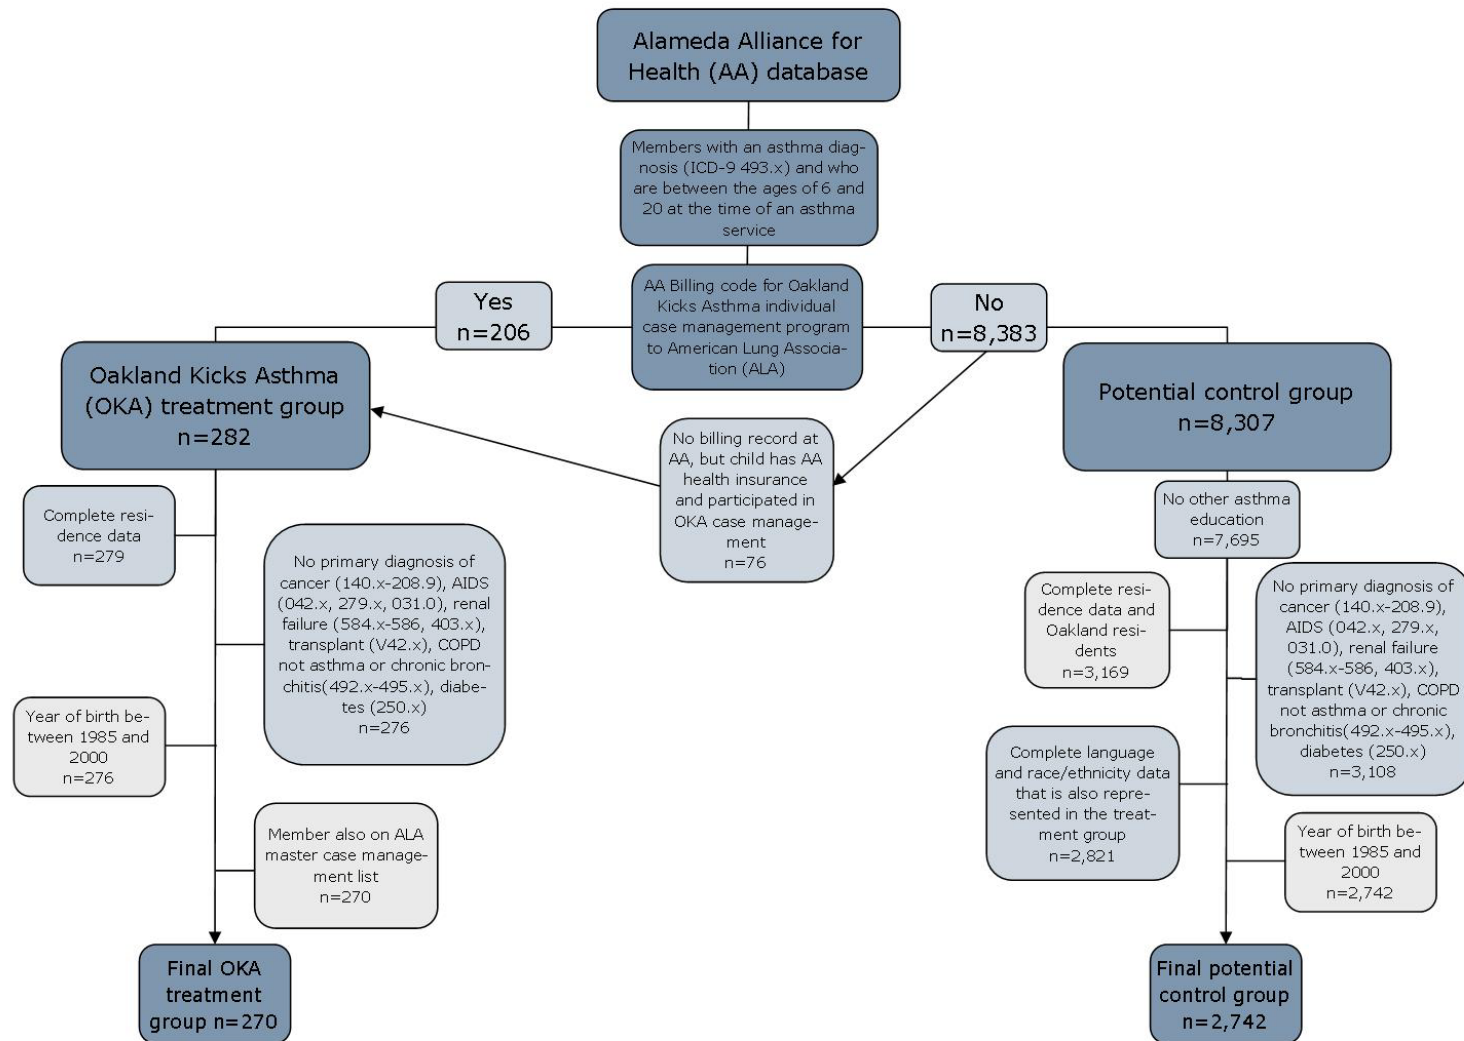 Alameda Alliance for
Health (AA) database
Members with an asthma diag-
nosis (ICD-9 493.x) and who
are between the ages of 6 and
20 at the time of an asthma
service
AA Billing code for Oakland
Kicks Asthma individual
case management program
to American Lung Associa-
tion (ALA)
Yes
n=206
No
n=8,383
Oakland Kicks Asthma
(OKA) treatment group
n=282
Potential control group
n=8,307
No billing record at
AA, but child has AA
health insurance
and participated in
OKA case manage-
ment
n=76
Complete resi-
dence data
n=279
No primary diagnosis of
cancer (140.x-208.9), AIDS
(042.x, 279.x, 031.0), renal
failure (584.x-586, 403.x),
transplant (V42.x), COPD
not asthma or chronic bron-
chitis(492.x-495.x), diabe-
tes (250.x)
n=276
Year of birth be-
tween 1985 and
2000
n=276
Member also on ALA
master case manage-
ment list
n=270
Final OKA
treatment
group n=270
No other asthma
education
n=7,695
Complete resi-
dence data and
Oakland resi-
dents
n=3,169
No primary diagnosis of
cancer (140.x-208.9),
AIDS (042.x, 279.x,
031.0), renal failure
(584.x-586, 403.x),
transplant (V42.x), COPD
not asthma or chronic
bronchitis(492.x-495.x),
diabetes (250.x)
n=3,108
Complete language
and race/ethnicity data
that is also repre-
sented in the treat-
ment group
n=2,821
Year of birth be-
tween 1985 and
2000
n=2,742
Final potential
control group
n=2,742